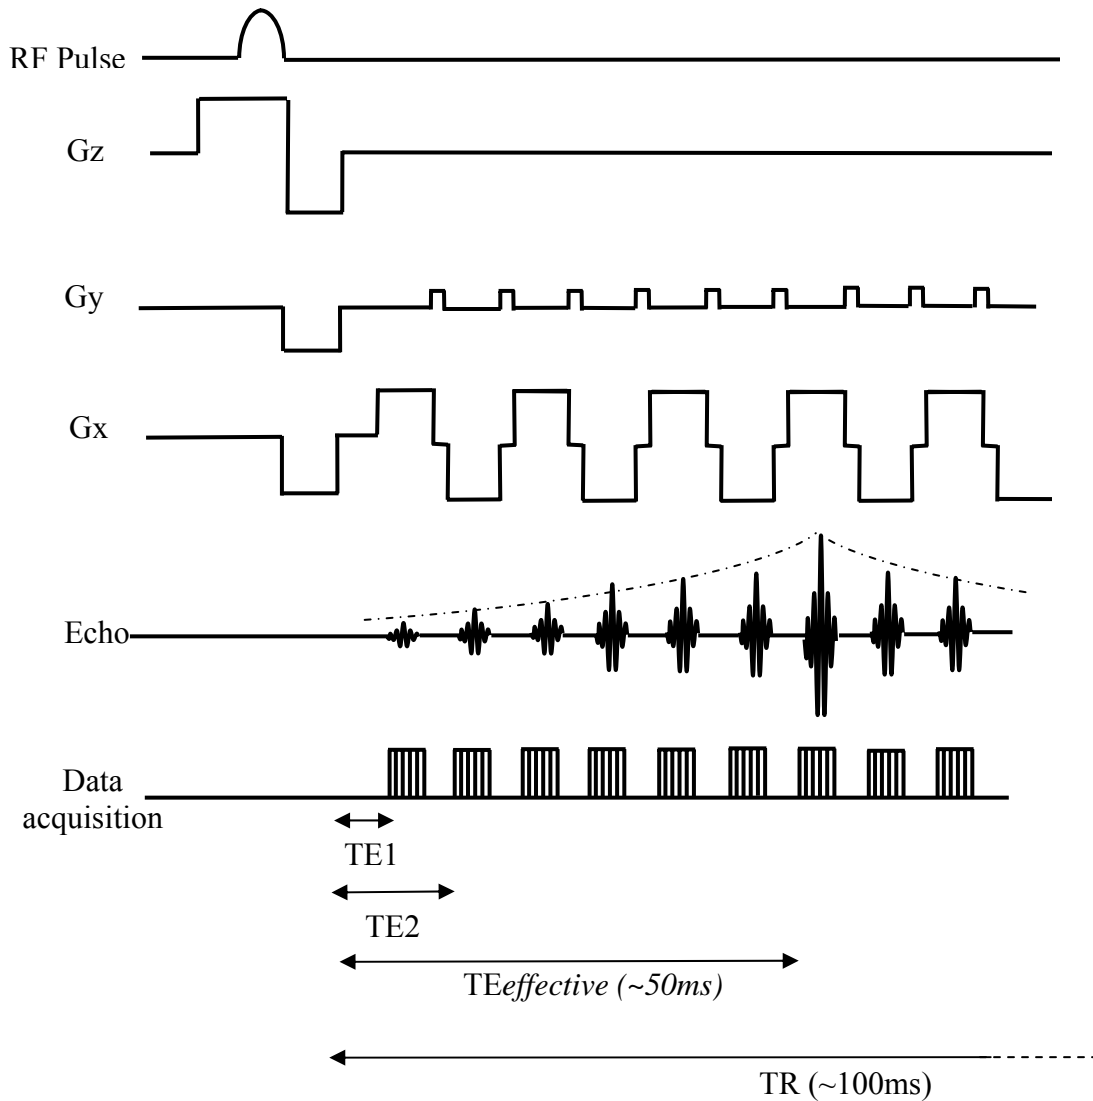 RF Pulse
Gz
Gy
Gx
Echo
Data
acquisition
TE1
TE2
TEeffective (~50ms)
TR (~100ms)